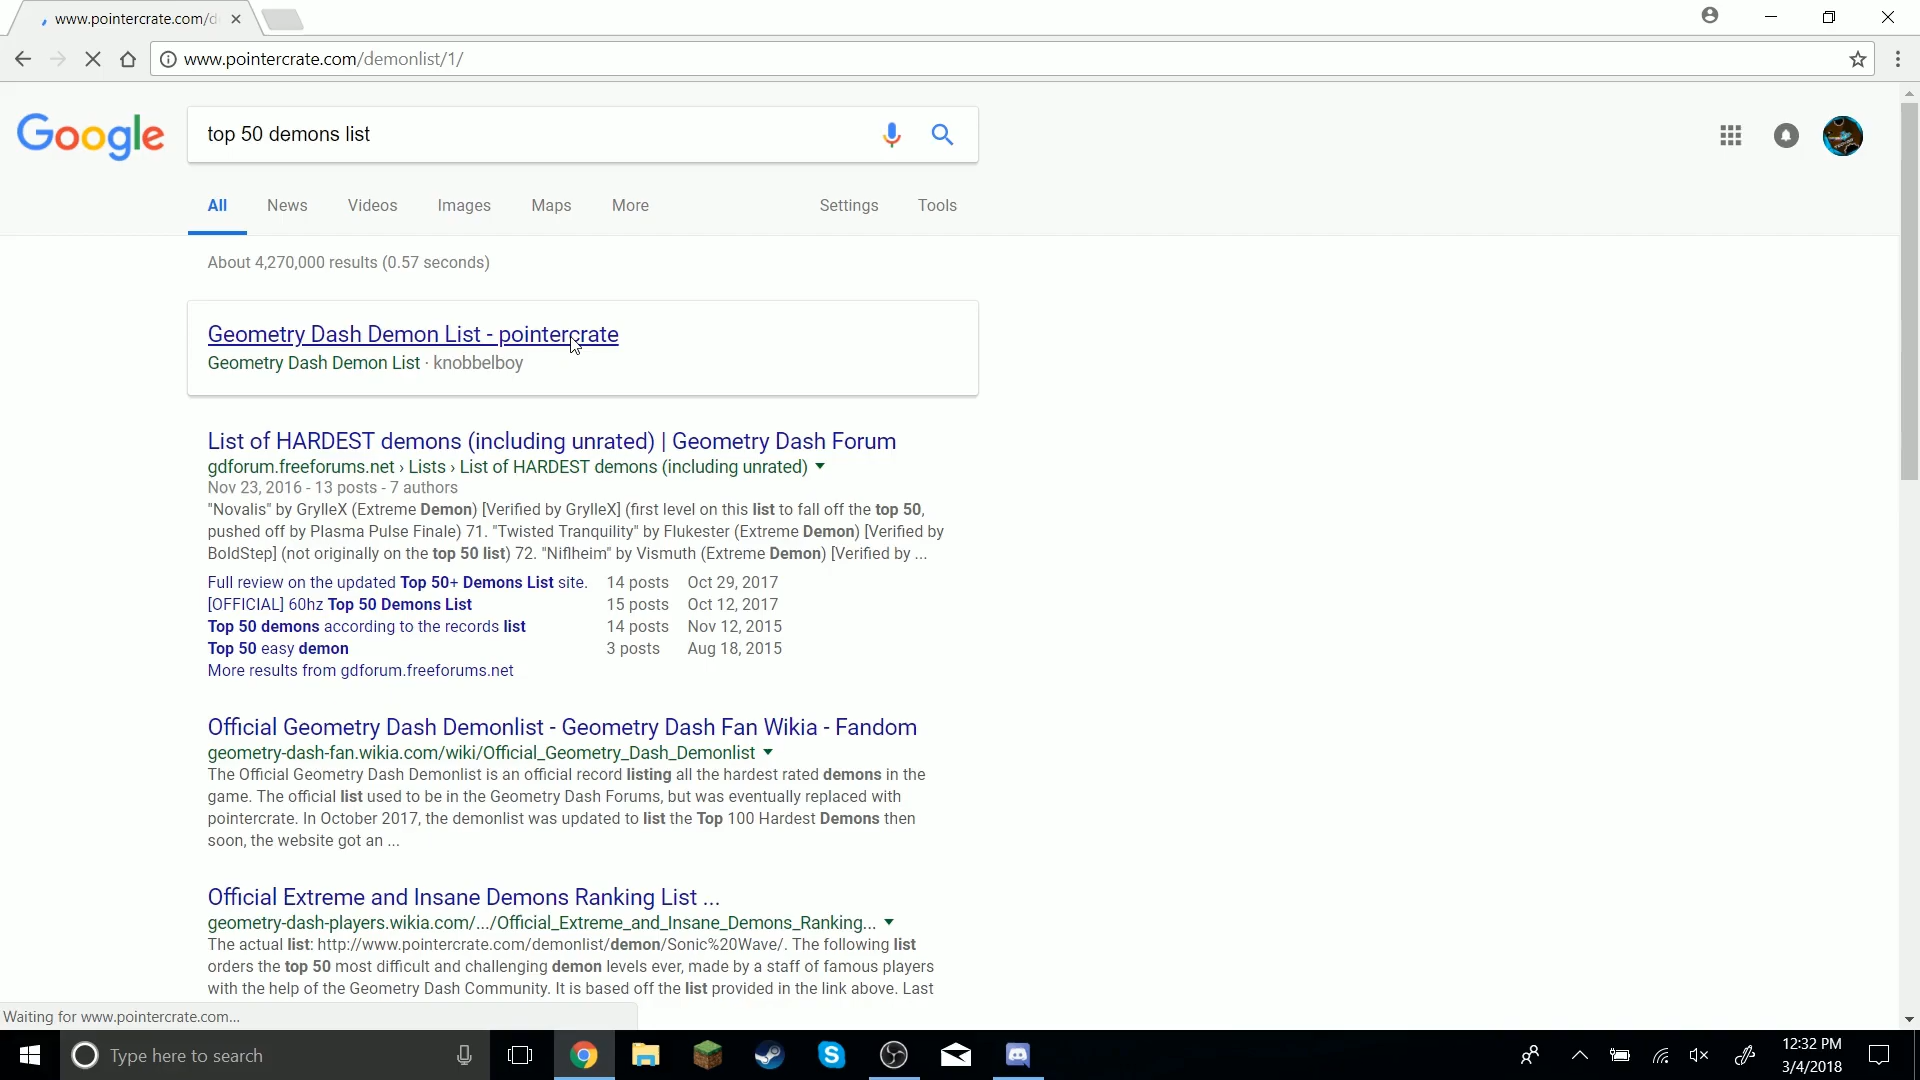 www.pointercrate.com/d
www.pointercrate.com/demonlist/1/
Google
top 50 demons list
All News Videos Images Maps More Settings Tools
About 4,270,000 results (0.57 seconds)
Geometry Dash Demon List - pointercrate
Geometry Dash Demon List · knobbelboy
List of HARDEST demons (including unrated) | Geometry Dash Forum
gdforum.freeforums.net › Lists › List of HARDEST demons (including unrated)
Nov 23, 2016 - 13 posts - 7 authors
"Novalis" by GrylleX (Extreme Demon) [Verified by GrylleX] (first level on this list to fall off the top 50,
pushed off by Plasma Pulse Finale) 71. "Twisted Tranquility" by Flukester (Extreme Demon) [Verified by
BoldStep] (not originally on the top 50 list) 72. "Niflheim" by Vismuth (Extreme Demon) [Verified by ...
Full review on the updated Top 50+ Demons List site. 14 posts Oct 29, 2017
[OFFICIAL] 60hz Top 50 Demons List 15 posts Oct 12, 2017
Top 50 demons according to the records list 14 posts Nov 12, 2015
Top 50 easy demon 3 posts Aug 18, 2015
More results from gdforum.freeforums.net
Official Geometry Dash Demonlist - Geometry Dash Fan Wikia - Fandom
geometry-dash-fan.wikia.com/wiki/Official_Geometry_Dash_Demonlist
The Official Geometry Dash Demonlist is an official record listing all the hardest rated demons in the
game. The official list used to be in the Geometry Dash Forums, but was eventually replaced with
pointercrate. In October 2017, the demonlist was updated to list the Top 100 Hardest Demons then
soon, the website got an ...
Official Extreme and Insane Demons Ranking List ...
geometry-dash-players.wikia.com/.../Official_Extreme_and_Insane_Demons_Ranking...
The actual list: http://www.pointercrate.com/demonlist/demon/Sonic%20Wave/. The following list
orders the top 50 most difficult and challenging demon levels ever, made by a staff of famous players
with the help of the Geometry Dash Community. It is based off the list provided in the link above. Last
Waiting for www.pointercrate.com...
Type here to search
12:32 PM
3/4/2018